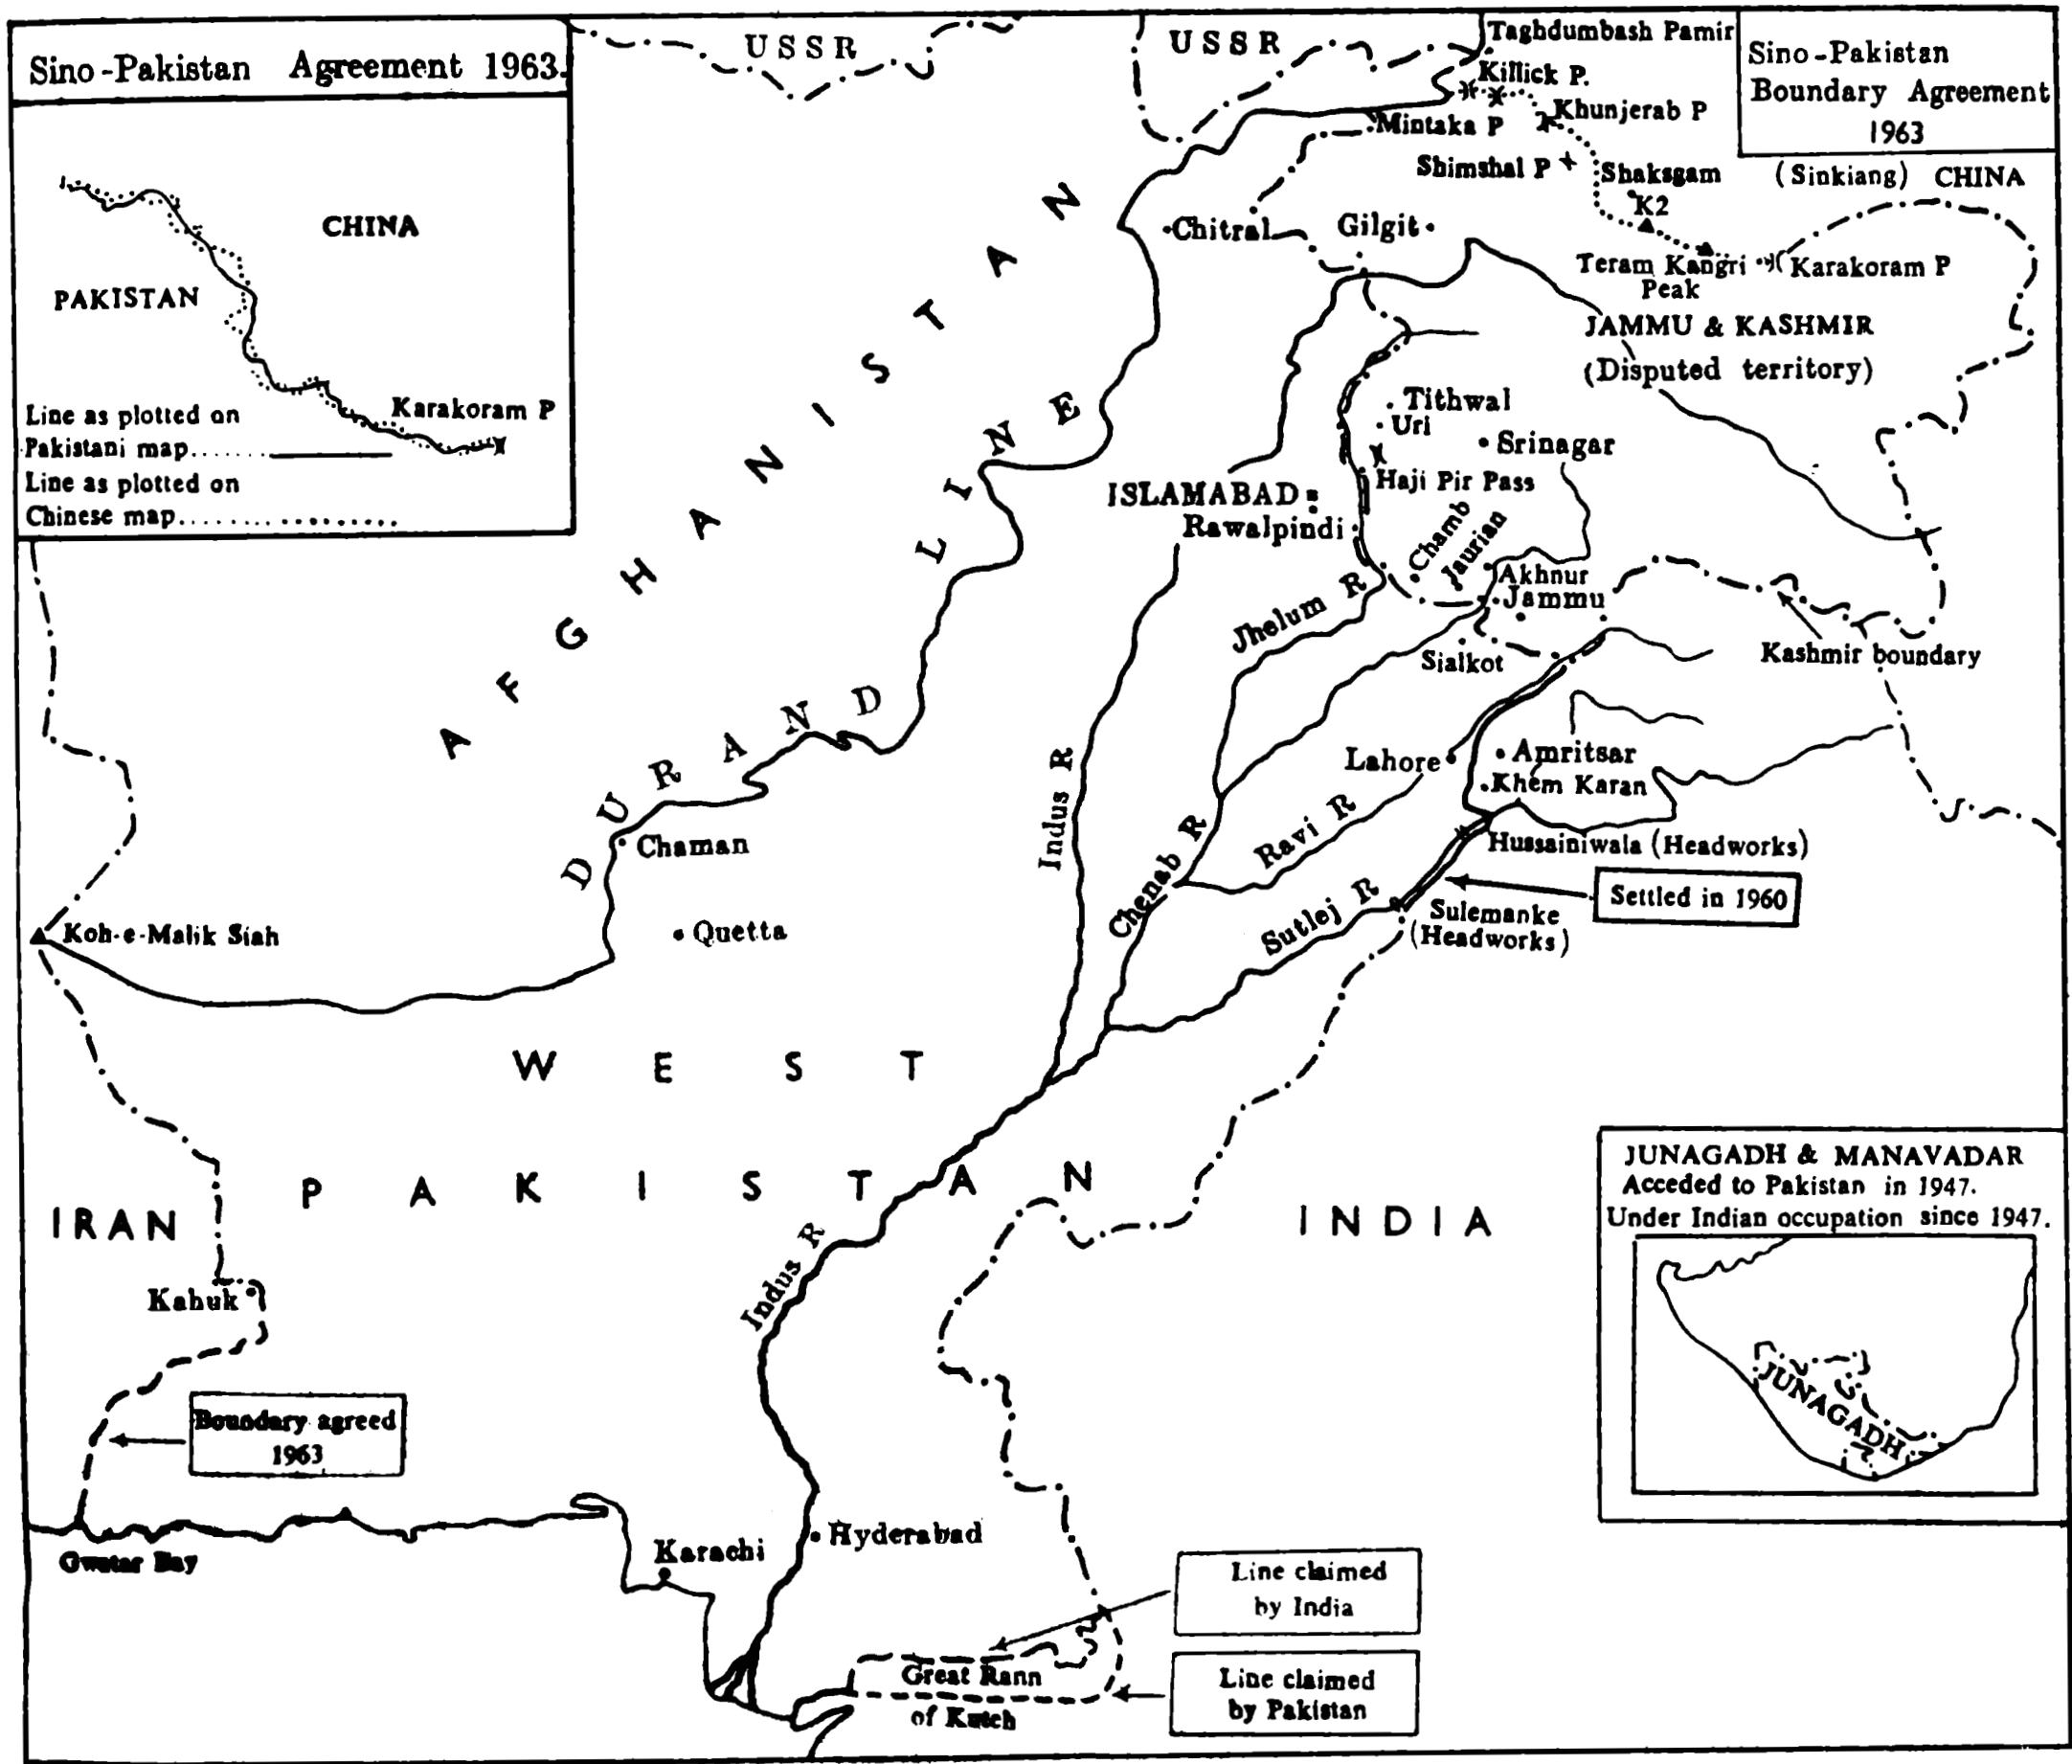 Sino-Pakistan Agreement 1963.
CHINA
PAKISTAN
Karakoram P
Line as plotted on
Pakistani map.......
Line as plotted on
Chinese map.................
USSR
USSR
Taghdumbash Pamir
Killick P.
Khunjerab P
Mintaka P
Shimshal P
Shaksgam
K2
Sino-Pakistan
Boundary Agreement
1963
(Sinkiang) CHINA
Chitral
Gilgit
Teram Kangri
Peak
Karakoram P
JAMMU & KASHMIR
(Disputed territory)
Tithwal
Uri
Srinagar
Haji Pir Pass
ISLAMABAD
Rawalpindi
Chamb
Jaurian
Akhnur
Jammu
Sialkot
Kashmir boundary
AFGHANISTAN
DURAND LINE
Jhelum R
Indus R
Chenab R
Ravi R
Sutlej R
Lahore
Amritsar
Khem Karan
Hussainiwala (Headworks)
Settled in 1960
Sulemanke
(Headworks)
Chaman
Quetta
Koh-e-Malik Siah
WEST
PAKISTAN
IRAN
INDIA
Indus R
Kahuk
Boundary agreed
1963
Gwatar Bay
Karachi
Hyderabad
Line claimed
by India
Great Rann
of Kutch
Line claimed
by Pakistan
JUNAGADH & MANAVADAR
Acceded to Pakistan in 1947.
Under Indian occupation since 1947.
JUNAGADH